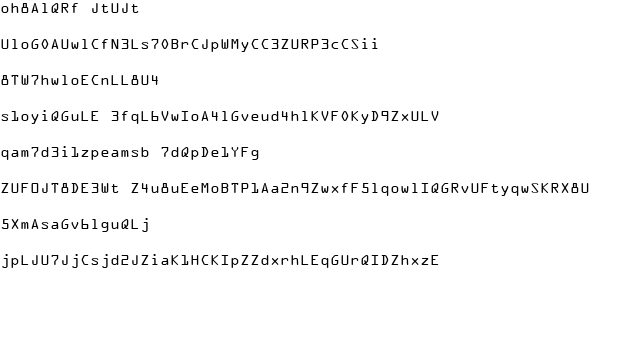 oh8AlQRf JtUJt
UloG0AUwlCfN3Ls70BrCJpWMyCC3ZURP3cCSii
8TW7hwloECnLL8U4
s1oyiQGuLE 3fqL6VwIoA4lGveud4hlKVF0KyD9ZxULV
qam7d3i1zpeamsb 7dQpDe1YFg
ZUFOJT8DE3Wt Z4u8uEeMoBTP1Aa2n9ZwxfF5lqowlIQGRvUFtyqwSKRX8U
5XmAsaGv6lguQLj
jpLJU7JjCsjd2JZiaK1HCKIpZZdxrhLEqGUrQIDZhxzE